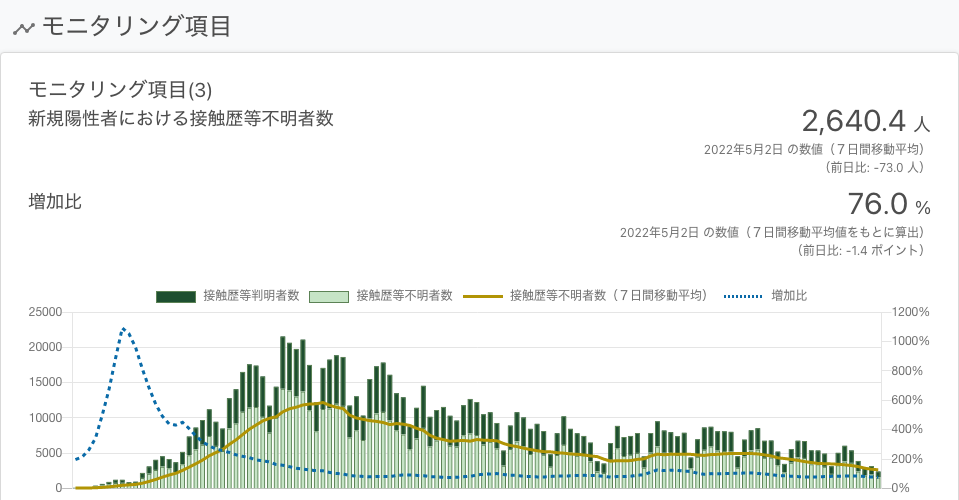 モニタリング項目
モニタリング項目(3)
新規陽性者における接触歴等不明者数
2,640.4 人
2022年5月2日 の数値（７日間移動平均）
（前日比: -73.0 人）
増加比
76.0 %
2022年5月2日 の数値（７日間移動平均値をもとに算出）
（前日比: -1.4 ポイント）
接触歴等判明者数 接触歴等不明者数 接触歴等不明者数（７日間移動平均） 増加比
25000 1200%
20000 1000%
15000 800%
10000 600%
5000 400%
0 200%
0%